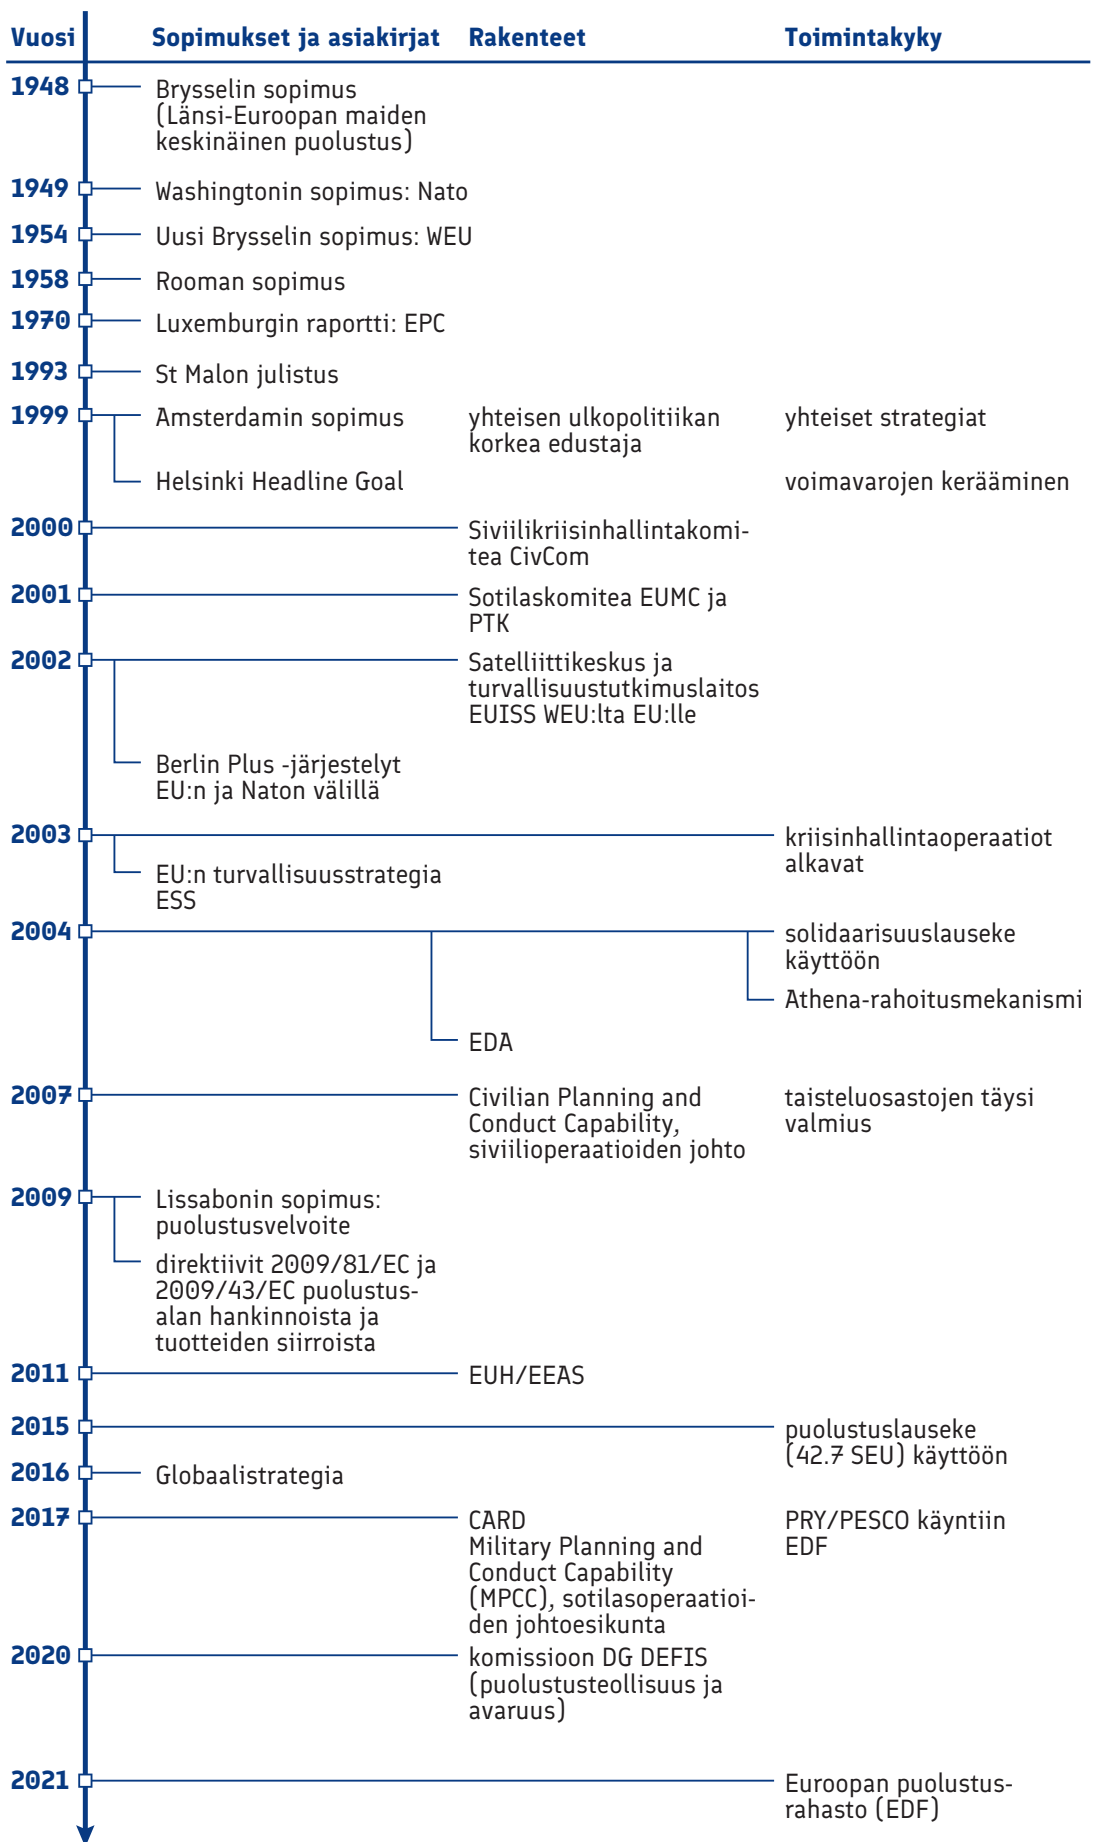 Vuosi Sopimukset ja asiakirjat Rakenteet Toimintakyky
1948 Brysselin sopimus
(Länsi-Euroopan maiden
keskinäinen puolustus)
1949 Washingtonin sopimus: Nato
1954 Uusi Brysselin sopimus: WEU
1958 Rooman sopimus
1970 Luxemburgin raportti: EPC
1993 St Malon julistus
1999 Amsterdamin sopimus yhteisen ulkopolitiikan yhteiset strategiat
korkea edustaja
Helsinki Headline Goal voimavarojen kerääminen
2000 Siviilikriisinhallintakomi-
tea CivCom
2001 Sotilaskomitea EUMC ja
PTK
2002 Satelliittikeskus ja
turvallisuustutkimuslaitos
EUISS WEU:lta EU:lle
Berlin Plus -järjestelyt
EU:n ja Naton välillä
2003 kriisinhallintaoperaatiot
alkavat
EU:n turvallisuusstrategia
ESS
2004 solidaarisuuslauseke
käyttöön
Athena-rahoitusmekanismi
EDA
2007 Civilian Planning and taisteluosastojen täysi
Conduct Capability, valmius
siviilioperaatioiden johto
2009 Lissabonin sopimus:
puolustusvelvoite
direktiivit 2009/81/EC ja
2009/43/EC puolustus-
alan hankinnoista ja
tuotteiden siirroista
2011 EUH/EEAS
2015 puolustuslauseke
(42.7 SEU) käyttöön
2016 Globaalistrategia
2017 CARD PRY/PESCO käyntiin
Military Planning and EDF
Conduct Capability
(MPCC), sotilasoperaatioi-
den johtoesikunta
2020 komissioon DG DEFIS
(puolustusteollisuus ja
avaruus)
2021 Euroopan puolustus-
rahasto (EDF)